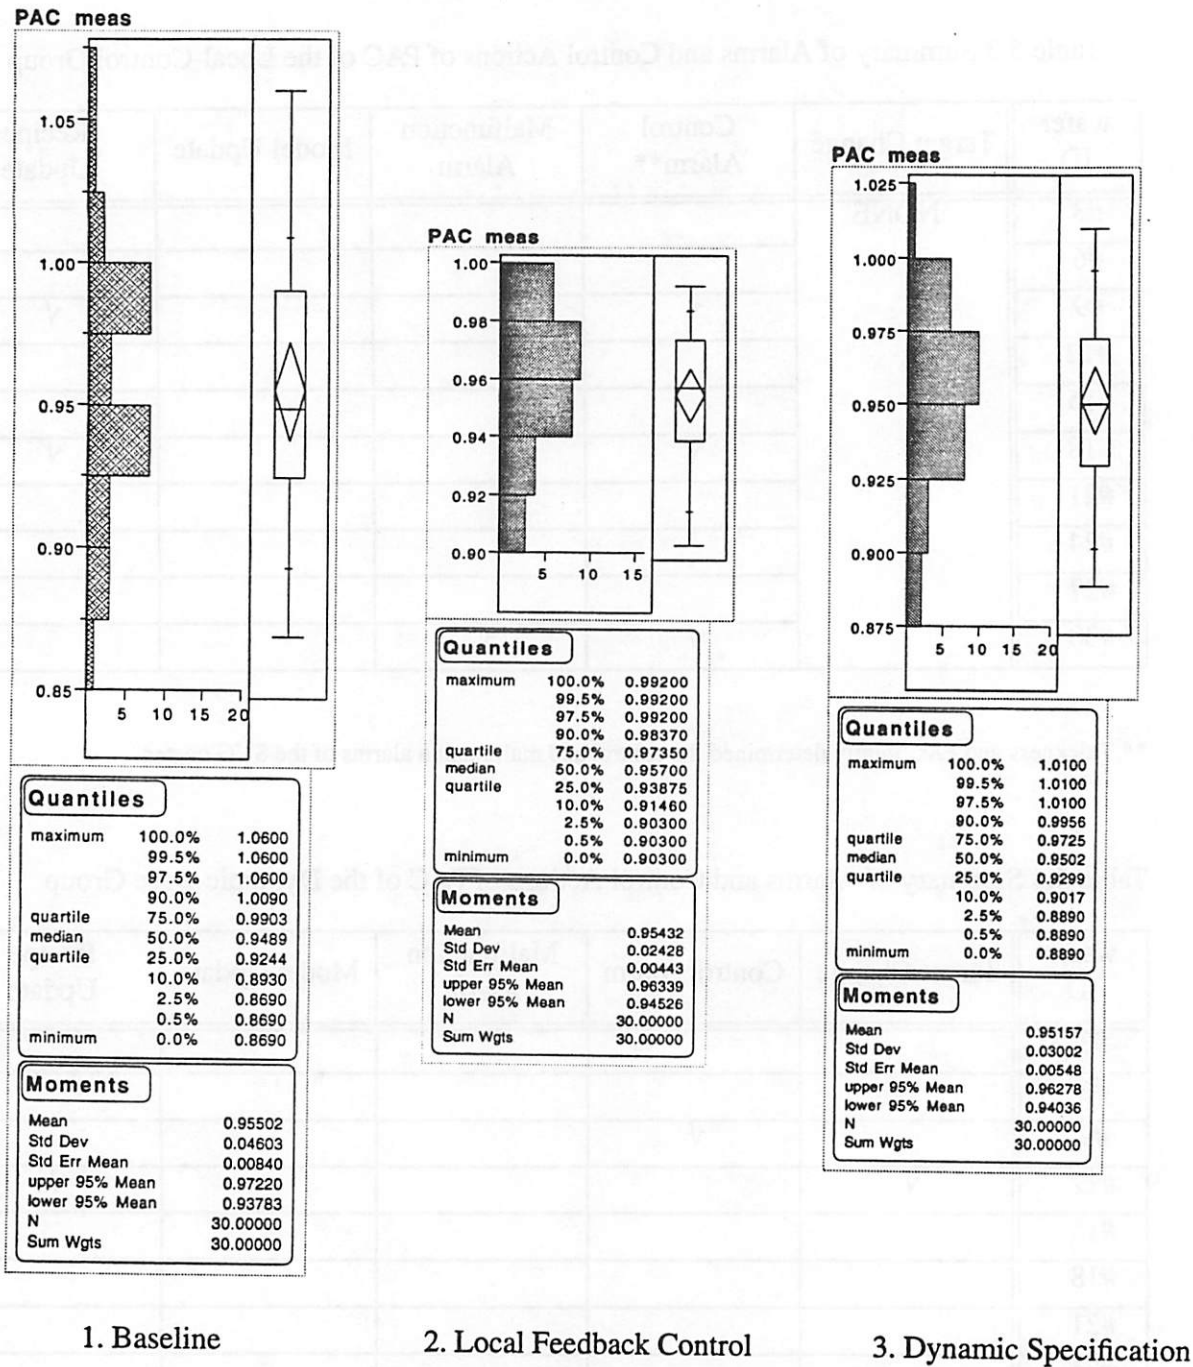 PAC meas
1.05
1.00
0.95
0.90
0.85
5 10 15 20
Quantiles
maximum 100.0% 1.0600
99.5% 1.0600
97.5% 1.0600
90.0% 1.0090
quartile 75.0% 0.9903
median 50.0% 0.9489
quartile 25.0% 0.9244
10.0% 0.8930
2.5% 0.8690
0.5% 0.8690
minimum 0.0% 0.8690
Moments
Mean 0.95502
Std Dev 0.04603
Std Err Mean 0.00840
upper 95% Mean 0.97220
lower 95% Mean 0.93783
N 30.00000
Sum Wgts 30.00000
1. Baseline
PAC meas
1.00
0.98
0.96
0.94
0.92
0.90
5 10 15
Quantiles
maximum 100.0% 0.99200
99.5% 0.99200
97.5% 0.99200
90.0% 0.98370
quartile 75.0% 0.97350
median 50.0% 0.95700
quartile 25.0% 0.93875
10.0% 0.91460
2.5% 0.90300
0.5% 0.90300
minimum 0.0% 0.90300
Moments
Mean 0.95432
Std Dev 0.02428
Std Err Mean 0.00443
upper 95% Mean 0.96339
lower 95% Mean 0.94526
N 30.00000
Sum Wgts 30.00000
2. Local Feedback Control
PAC meas
1.025
1.000
0.975
0.950
0.925
0.900
0.875
5 10 15 20
Quantiles
maximum 100.0% 1.0100
99.5% 1.0100
97.5% 1.0100
90.0% 0.9956
quartile 75.0% 0.9725
median 50.0% 0.9502
quartile 25.0% 0.9299
10.0% 0.9017
2.5% 0.8890
0.5% 0.8890
minimum 0.0% 0.8890
Moments
Mean 0.95157
Std Dev 0.03002
Std Err Mean 0.00548
upper 95% Mean 0.96278
lower 95% Mean 0.94036
N 30.00000
Sum Wgts 30.00000
3. Dynamic Specification